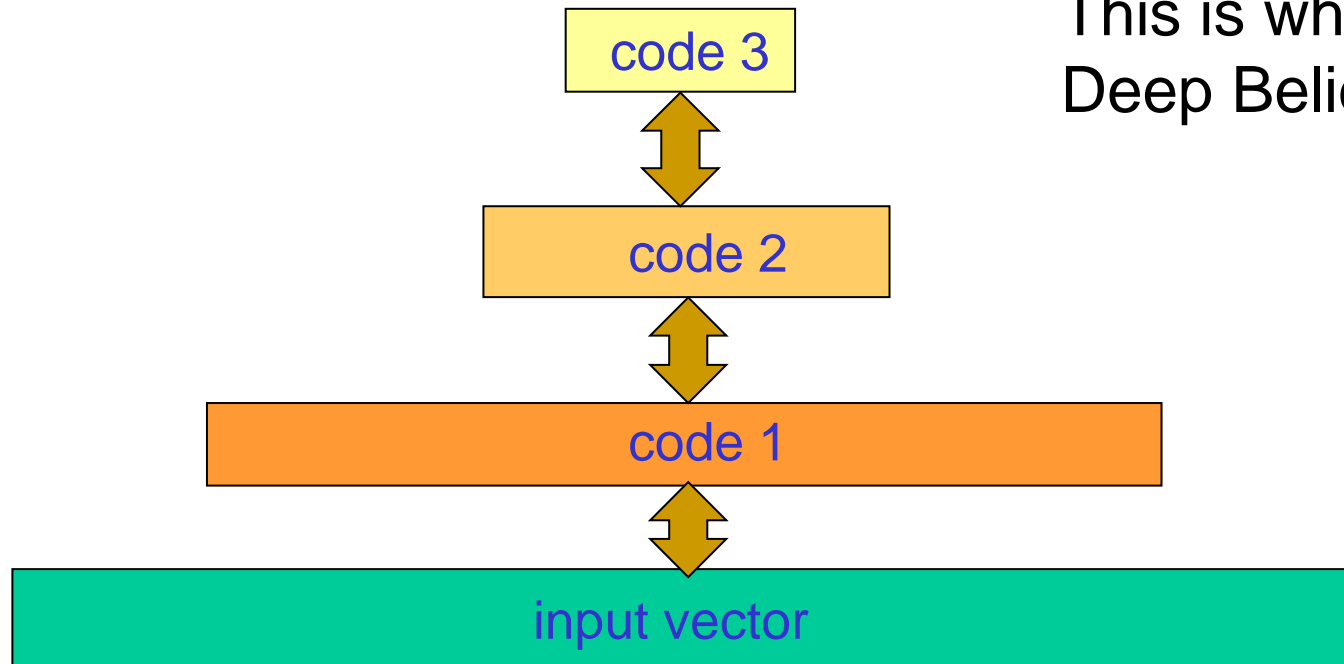 code 3
This is wh
Deep Beli
code 2
code 1
input vector